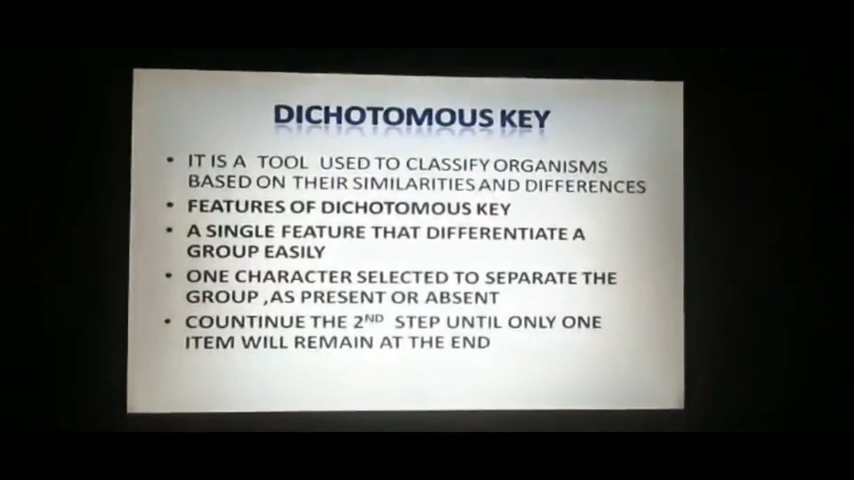 DICHOTOMOUS KEY
• IT IS A TOOL USED TO CLASSIFY ORGANISMS
BASED ON THEIR SIMILARITIES AND DIFFERENCES
• FEATURES OF DICHOTOMOUS KEY
• A SINGLE FEATURE THAT DIFFERENTIATE A
GROUP EASILY
• ONE CHARACTER SELECTED TO SEPARATE THE
GROUP ,AS PRESENT OR ABSENT
• COUNTINUE THE 2ND STEP UNTIL ONLY ONE
ITEM WILL REMAIN AT THE END